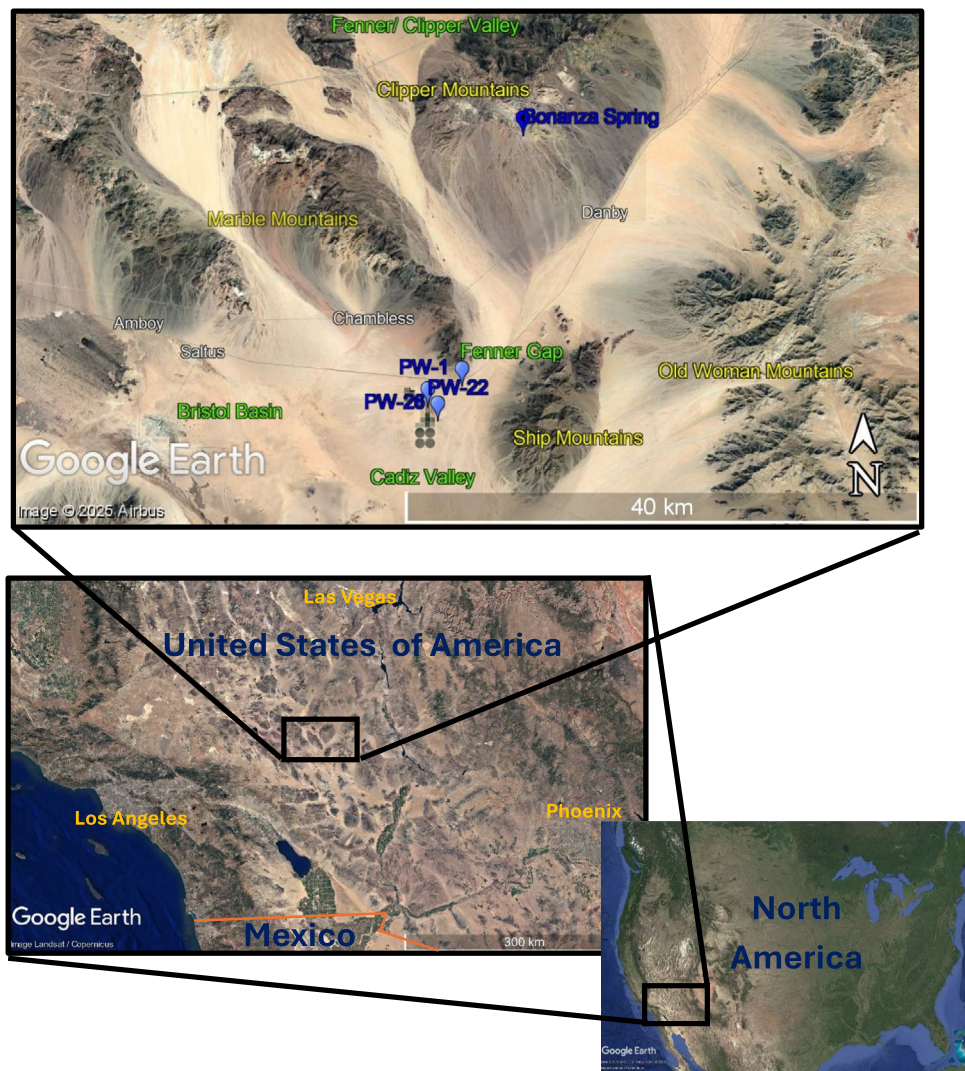 Fenner/ Clipper Valley
Clipper Mountains
Bonanza Spring
Marble Mountains
Danby
Amboy
Chambless
Saltus
Fenner Gap
PW-1
Old Woman Mountains
PW-22
PW-26
Bristol Basin
Ship Mountains
Google Earth
Cadiz Valley
N
40 km
Image © 2025 Airbus
Las Vegas
United States of America
Phoenix
Los Angeles
Google Earth
Mexico
300 km
Image Landsat / Copernicus
North
America
Google Earth